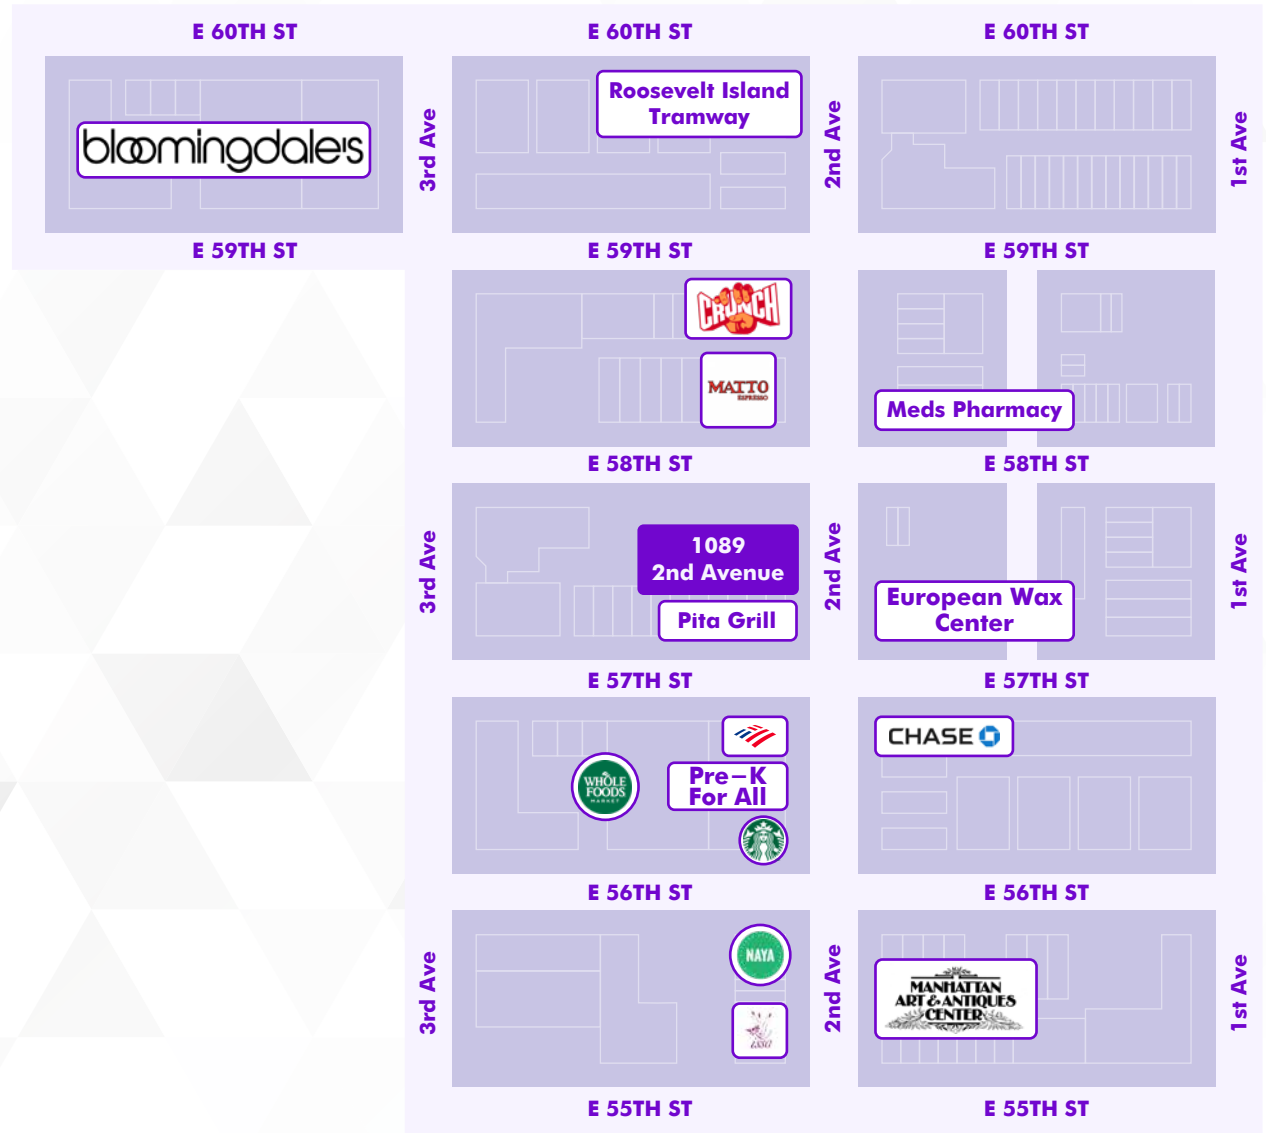 E 60TH ST
E 60TH ST
E 60TH ST
bloomingdale's
3rd Ave
Roosevelt Island
Tramway
2nd Ave
1st Ave
E 59TH ST
E 59TH ST
E 59TH ST
CRUNCH
MATTO
ESPRESSO
Meds Pharmacy
E 58TH ST
E 58TH ST
3rd Ave
1089
2nd Avenue
Pita Grill
2nd Ave
European Wax
Center
1st Ave
E 57TH ST
E 57TH ST
WHOLE
FOODS
MARKET
Pre–K
For All
CHASE
E 56TH ST
E 56TH ST
3rd Ave
NAYA
2nd Ave
MANHATTAN
ART & ANTIQUES
CENTER
1st Ave
E 55TH ST
E 55TH ST